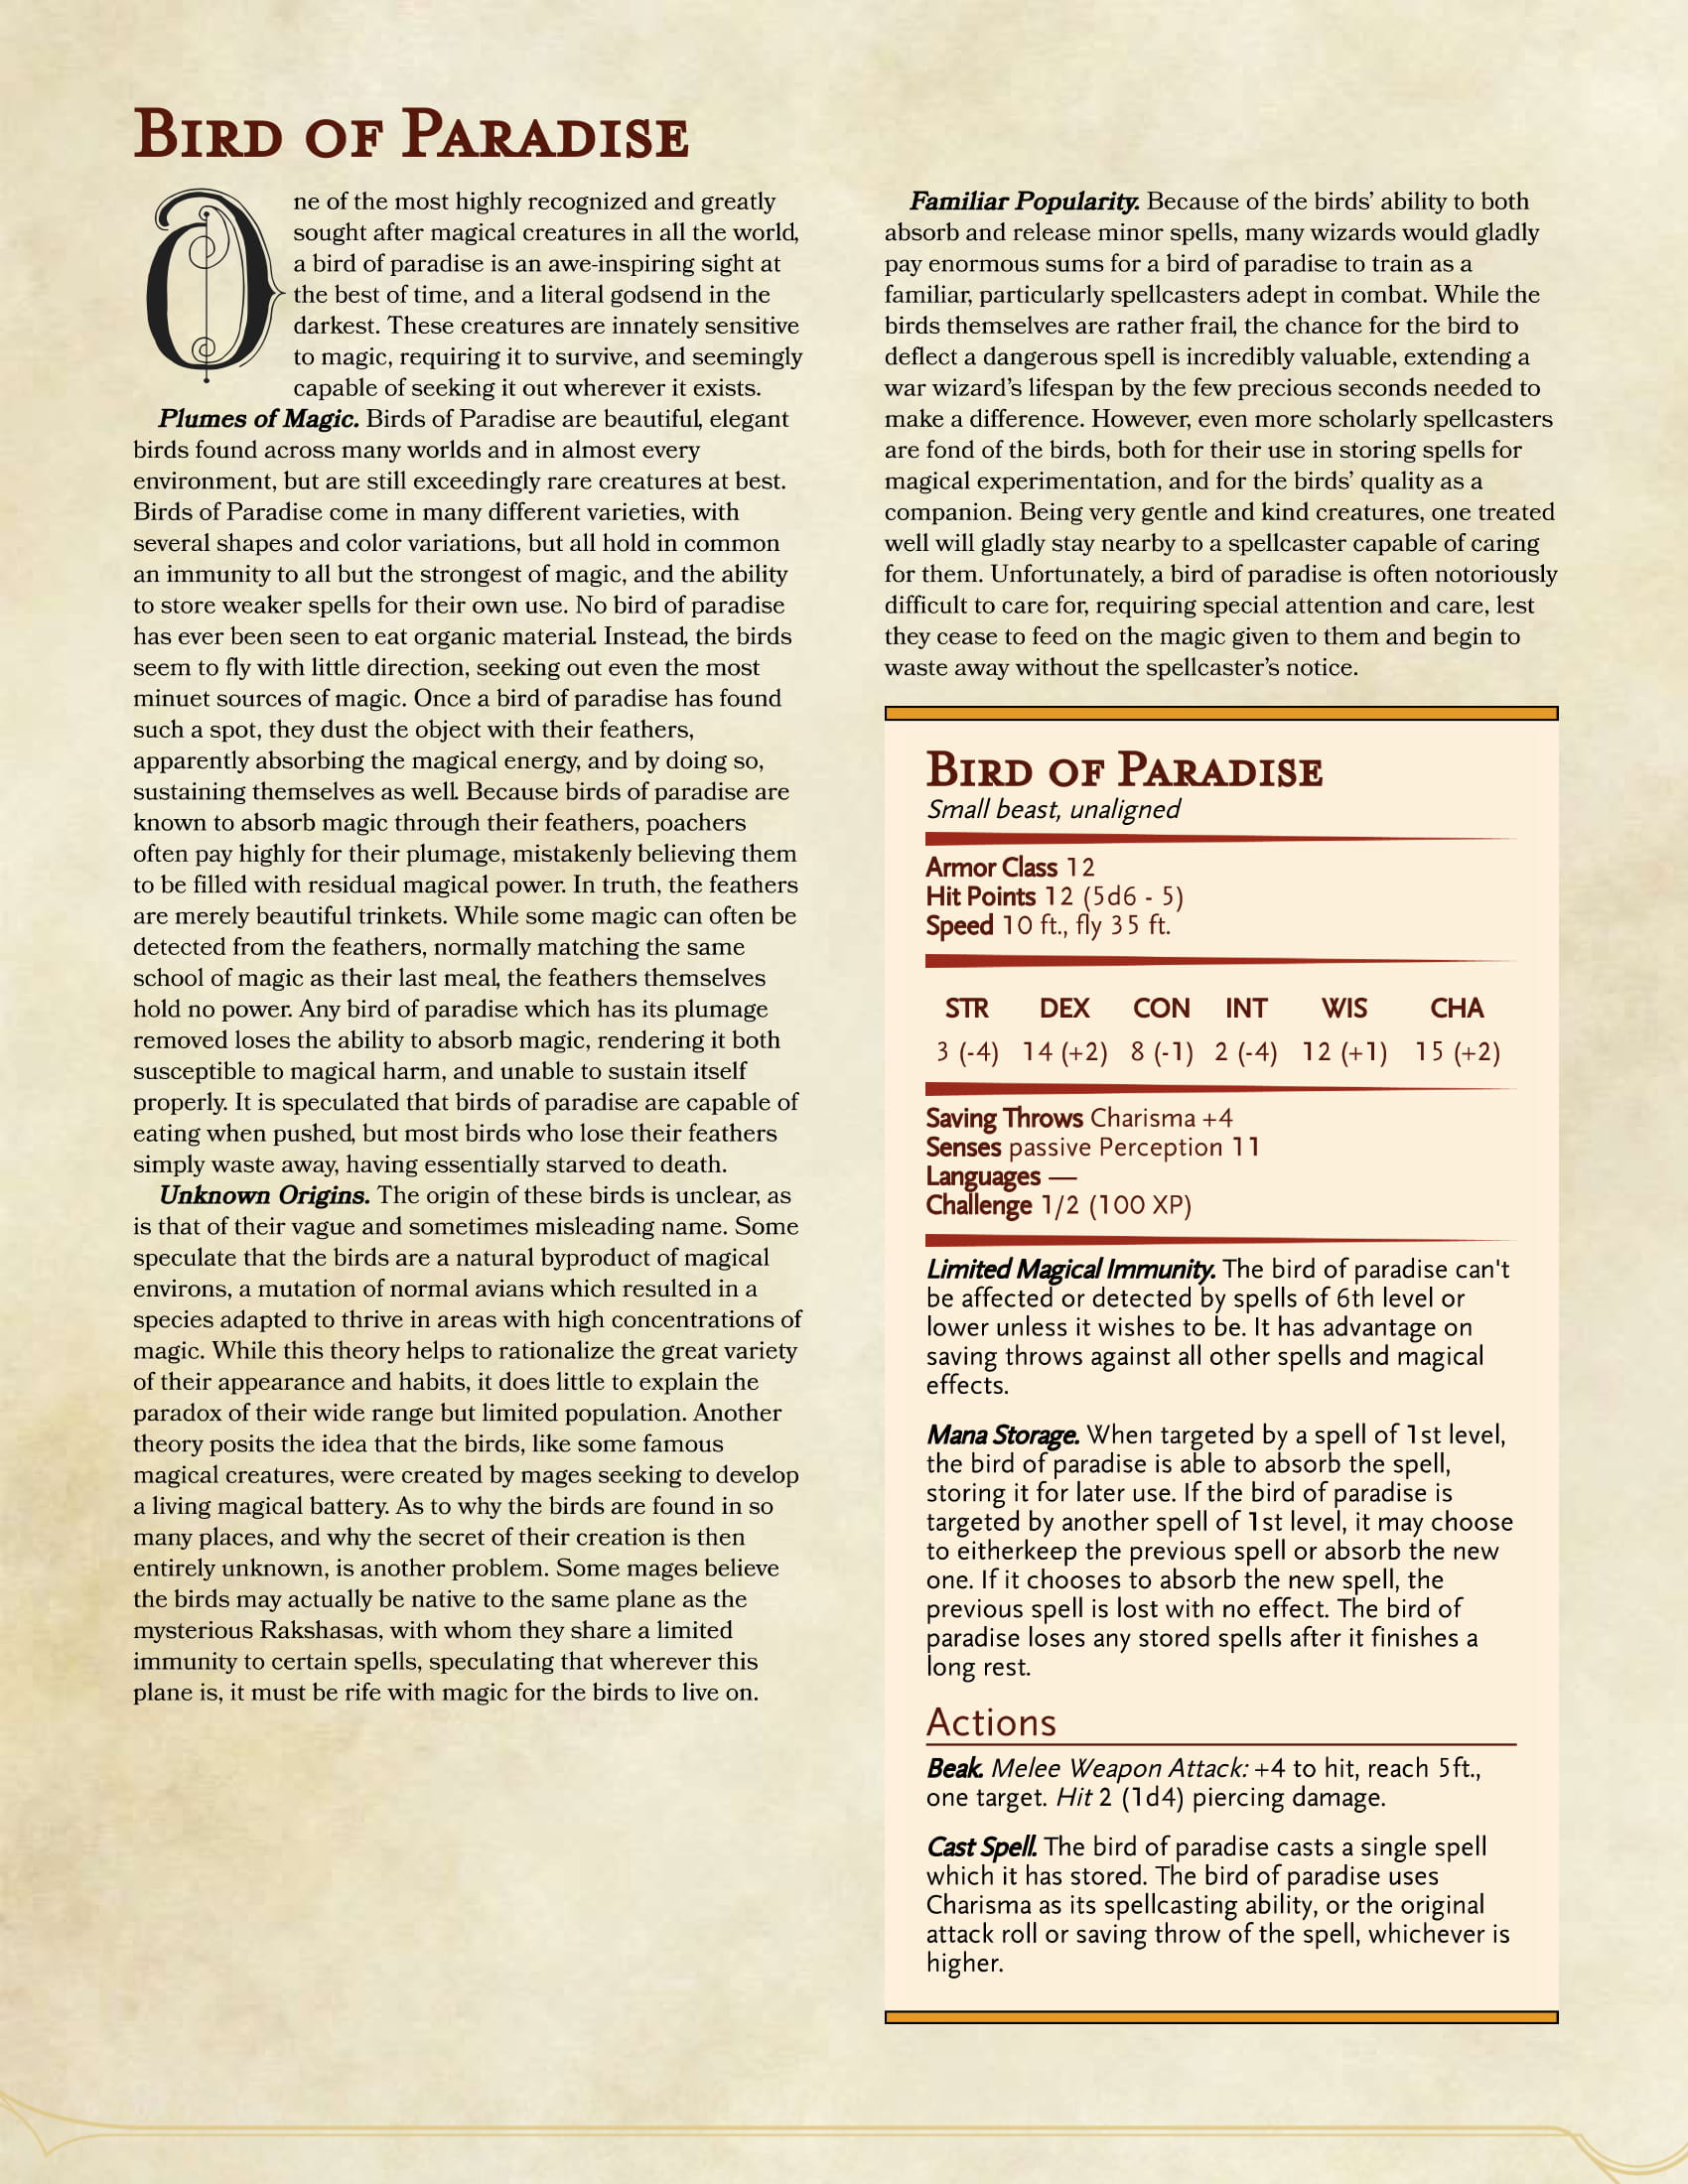 Bird of Paradise
One of the most highly recognized and greatly
sought after magical creatures in all the world,
a bird of paradise is an awe-inspiring sight at
the best of time, and a literal godsend in the
darkest. These creatures are innately sensitive
to magic, requiring it to survive, and seemingly
capable of seeking it out wherever it exists.
Plumes of Magic. Birds of Paradise are beautiful, elegant
birds found across many worlds and in almost every
environment, but are still exceedingly rare creatures at best.
Birds of Paradise come in many different varieties, with
several shapes and color variations, but all hold in common
an immunity to all but the strongest of magic, and the ability
to store weaker spells for their own use. No bird of paradise
has ever been seen to eat organic material. Instead, the birds
seem to fly with little direction, seeking out even the most
minuet sources of magic. Once a bird of paradise has found
such a spot, they dust the object with their feathers,
apparently absorbing the magical energy, and by doing so,
sustaining themselves as well. Because birds of paradise are
known to absorb magic through their feathers, poachers
often pay highly for their plumage, mistakenly believing them
to be filled with residual magical power. In truth, the feathers
are merely beautiful trinkets. While some magic can often be
detected from the feathers, normally matching the same
school of magic as their last meal, the feathers themselves
hold no power. Any bird of paradise which has its plumage
removed loses the ability to absorb magic, rendering it both
susceptible to magical harm, and unable to sustain itself
properly. It is speculated that birds of paradise are capable of
eating when pushed, but most birds who lose their feathers
simply waste away, having essentially starved to death.
Unknown Origins. The origin of these birds is unclear, as
is that of their vague and sometimes misleading name. Some
speculate that the birds are a natural byproduct of magical
environs, a mutation of normal avians which resulted in a
species adapted to thrive in areas with high concentrations of
magic. While this theory helps to rationalize the great variety
of their appearance and habits, it does little to explain the
paradox of their wide range but limited population. Another
theory posits the idea that the birds, like some famous
magical creatures, were created by mages seeking to develop
a living magical battery. As to why the birds are found in so
many places, and why the secret of their creation is then
entirely unknown, is another problem. Some mages believe
the birds may actually be native to the same plane as the
mysterious Rakshasas, with whom they share a limited
immunity to certain spells, speculating that wherever this
plane is, it must be rife with magic for the birds to live on.
Familiar Popularity. Because of the birds’ ability to both
absorb and release minor spells, many wizards would gladly
pay enormous sums for a bird of paradise to train as a
familiar, particularly spellcasters adept in combat. While the
birds themselves are rather frail, the chance for the bird to
deflect a dangerous spell is incredibly valuable, extending a
war wizard’s lifespan by the few precious seconds needed to
make a difference. However, even more scholarly spellcasters
are fond of the birds, both for their use in storing spells for
magical experimentation, and for the birds’ quality as a
companion. Being very gentle and kind creatures, one treated
well will gladly stay nearby to a spellcaster capable of caring
for them. Unfortunately, a bird of paradise is often notoriously
difficult to care for, requiring special attention and care, lest
they cease to feed on the magic given to them and begin to
waste away without the spellcaster’s notice.
Bird of Paradise
Small beast, unaligned
Armor Class 12
Hit Points 12 (5d6 - 5)
Speed 10 ft., fly 35 ft.
STR DEX CON INT WIS CHA
3 (-4) 14 (+2) 8 (-1) 2 (-4) 12 (+1) 15 (+2)
Saving Throws Charisma +4
Senses passive Perception 11
Languages —
Challenge 1/2 (100 XP)
Limited Magical Immunity. The bird of paradise can't
be affected or detected by spells of 6th level or
lower unless it wishes to be. It has advantage on
saving throws against all other spells and magical
effects.
Mana Storage. When targeted by a spell of 1st level,
the bird of paradise is able to absorb the spell,
storing it for later use. If the bird of paradise is
targeted by another spell of 1st level, it may choose
to eitherkeep the previous spell or absorb the new
one. If it chooses to absorb the new spell, the
previous spell is lost with no effect. The bird of
paradise loses any stored spells after it finishes a
long rest.
Actions
Beak. Melee Weapon Attack: +4 to hit, reach 5ft.,
one target. Hit 2 (1d4) piercing damage.
Cast Spell. The bird of paradise casts a single spell
which it has stored. The bird of paradise uses
Charisma as its spellcasting ability, or the original
attack roll or saving throw of the spell, whichever is
higher.